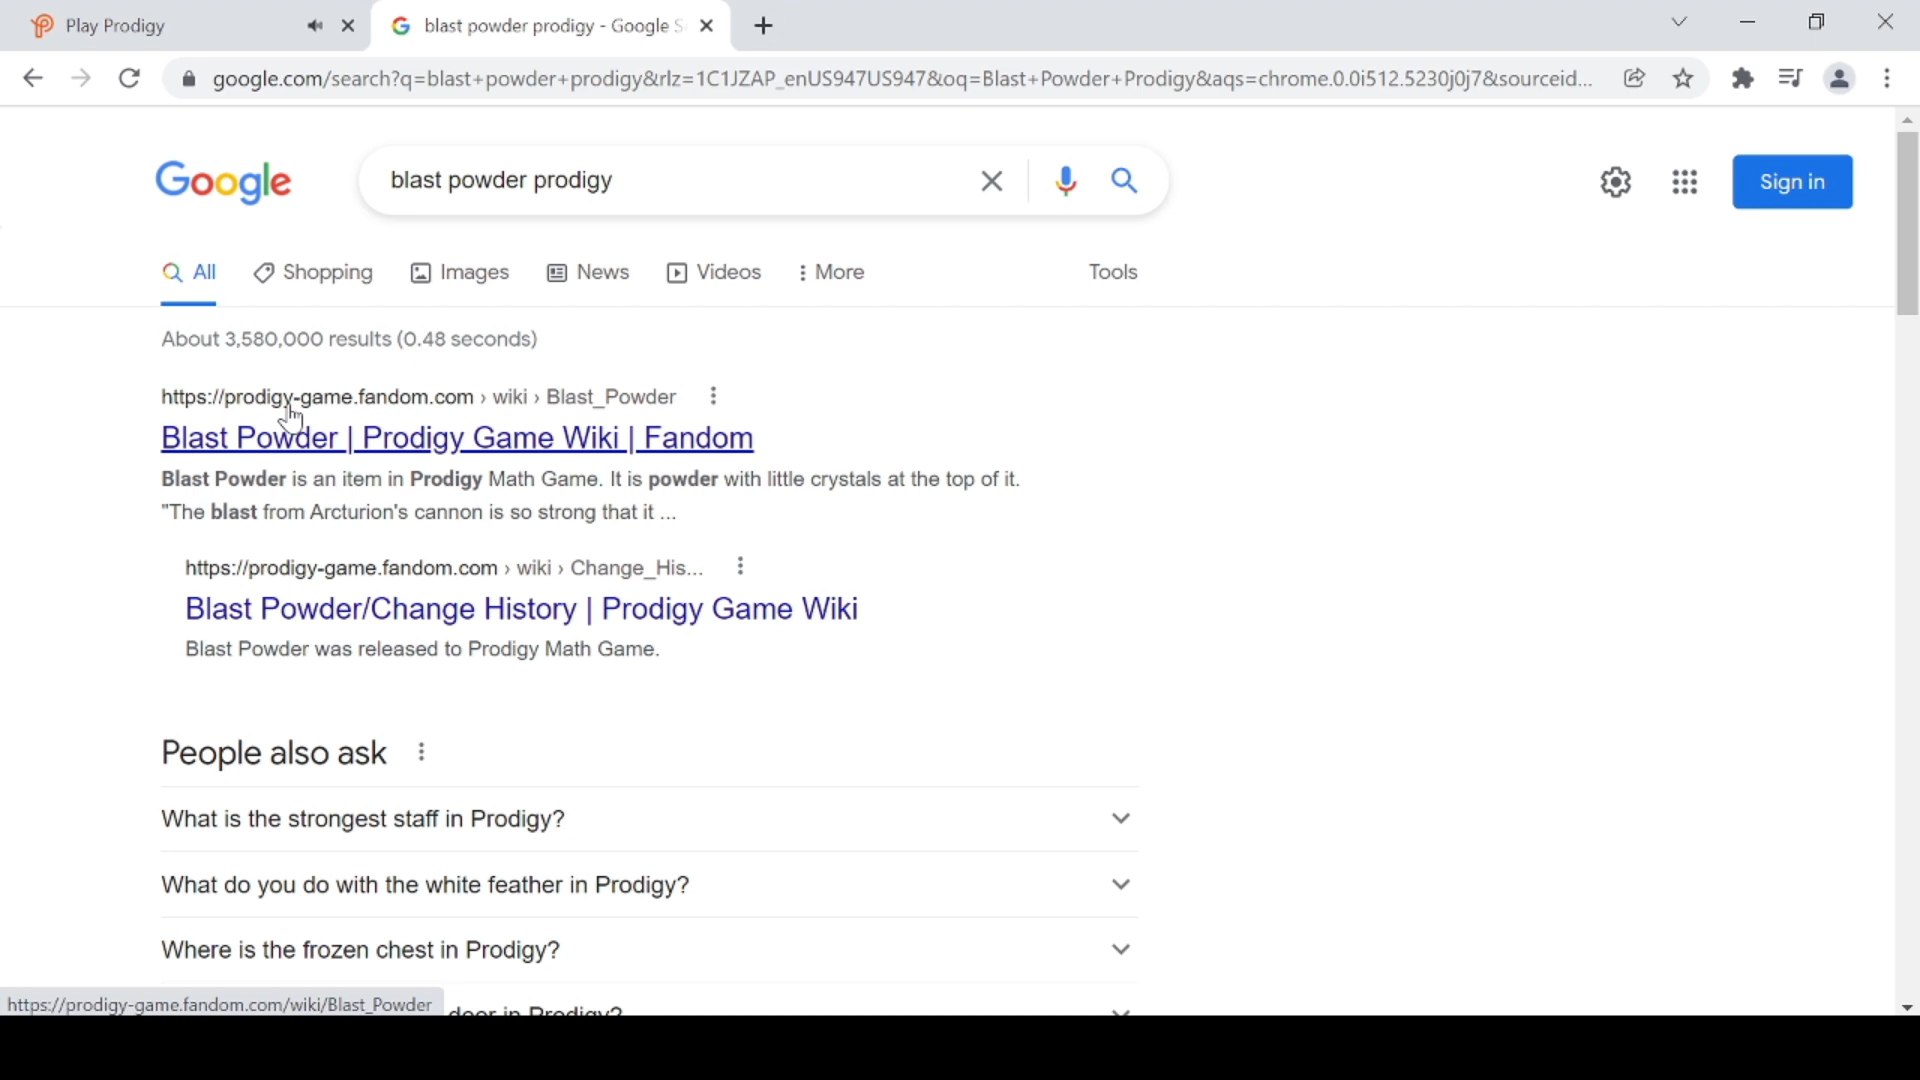 Play Prodigy
blast powder prodigy - Google S
google.com/search?q=blast+powder+prodigy&rlz=1C1JZAP_enUS947US947&oq=Blast+Powder+Prodigy&aqs=chrome.0.0i512.5230j0j7&sourceid...
Google
blast powder prodigy
Sign in
All Shopping Images News Videos More Tools
About 3,580,000 results (0.48 seconds)
https://prodigy-game.fandom.com › wiki › Blast_Powder
Blast Powder | Prodigy Game Wiki | Fandom
Blast Powder is an item in Prodigy Math Game. It is powder with little crystals at the top of it.
"The blast from Arcturion's cannon is so strong that it ...
https://prodigy-game.fandom.com › wiki › Change_His...
Blast Powder/Change History | Prodigy Game Wiki
Blast Powder was released to Prodigy Math Game.
People also ask
What is the strongest staff in Prodigy?
What do you do with the white feather in Prodigy?
Where is the frozen chest in Prodigy?
https://prodigy-game.fandom.com/wiki/Blast_Powder
door in Prodigy?